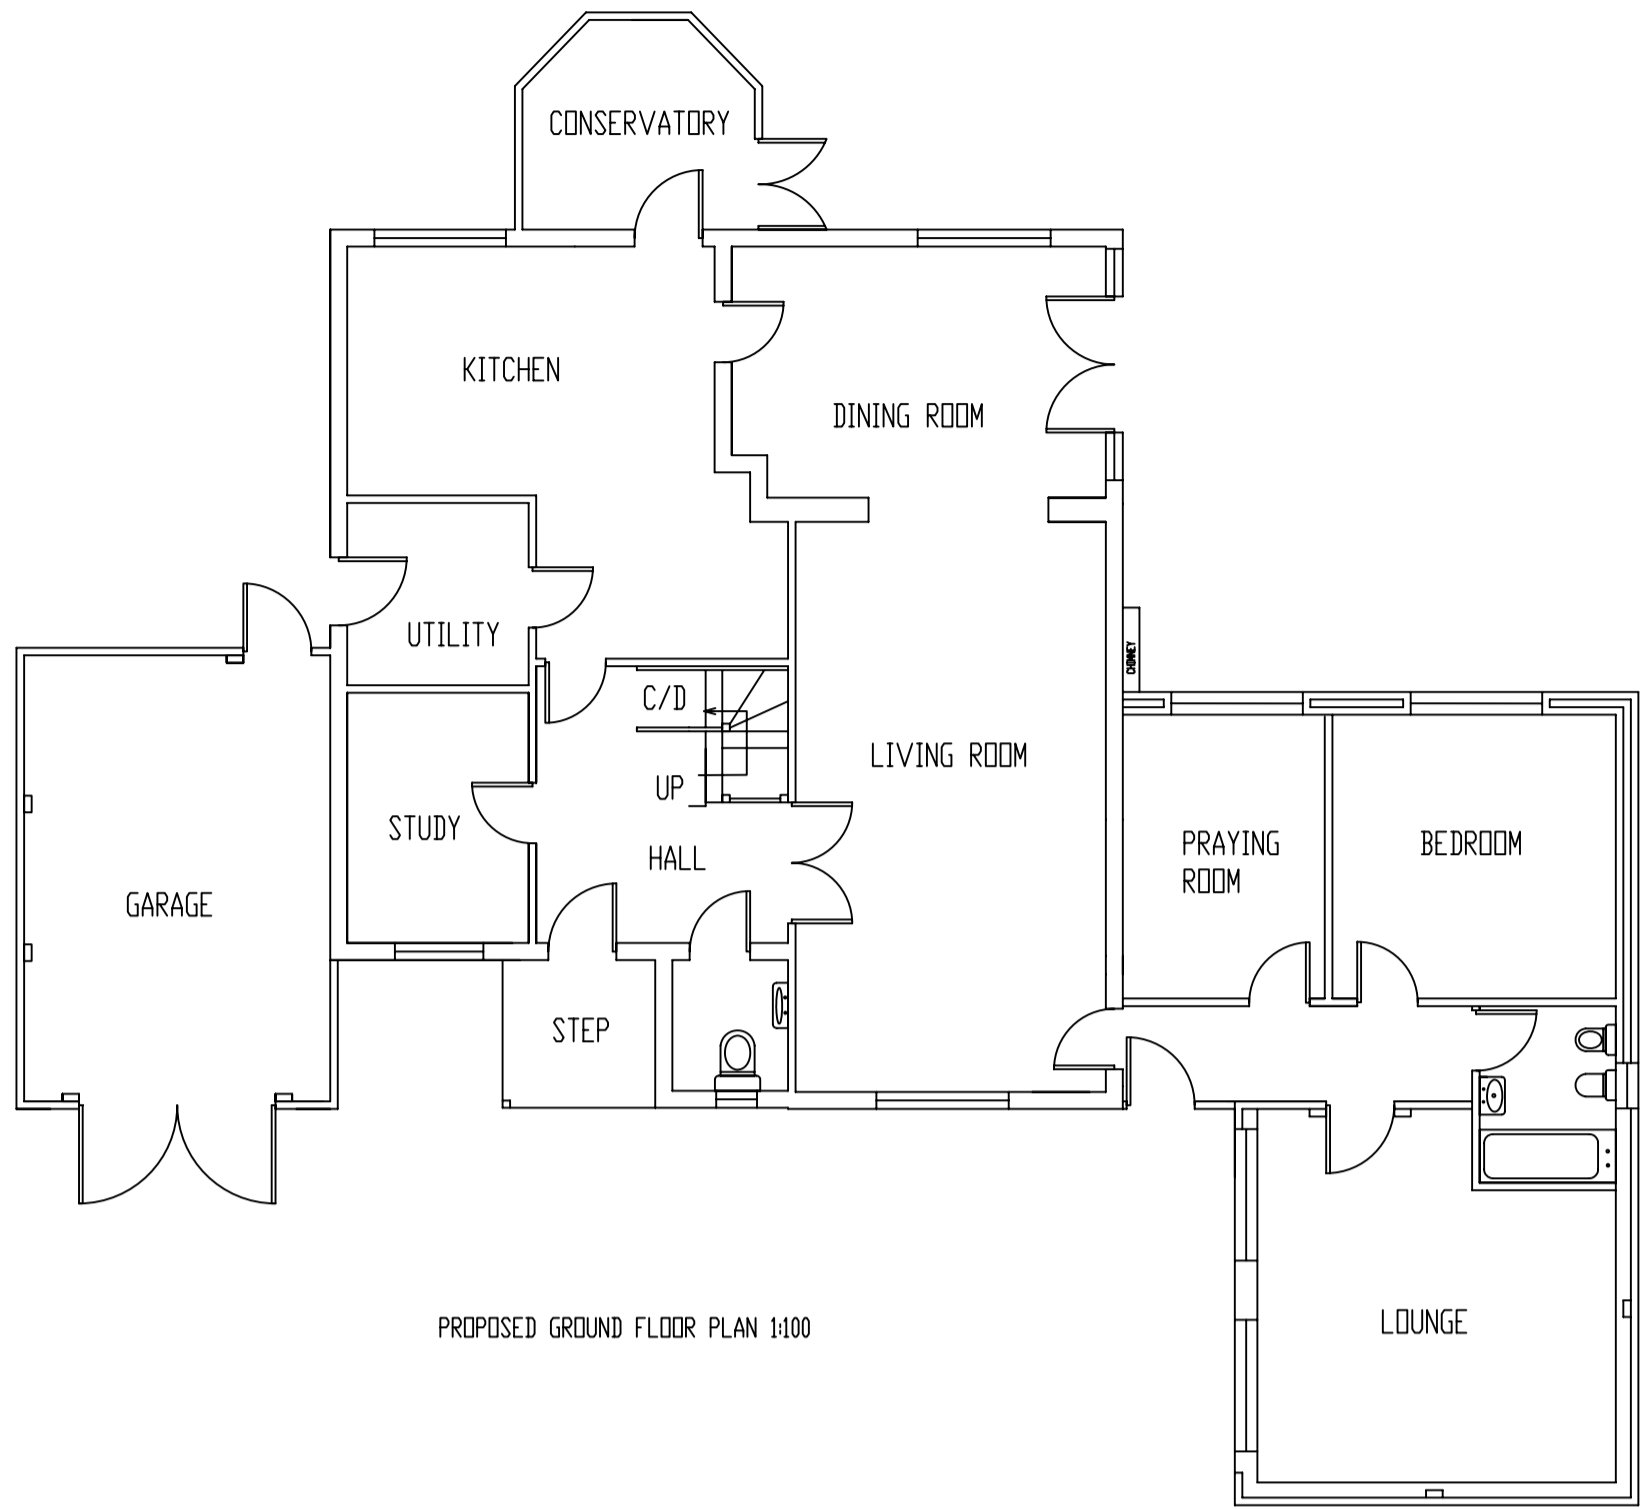 CONSERVATORY
KITCHEN
DINING ROOM
UTILITY
CHIMNEY
C/D
LIVING ROOM
UP
STUDY
HALL
PRAYING
ROOM
BEDROOM
GARAGE
STEP
LOUNGE
PROPOSED GROUND FLOOR PLAN 1:100